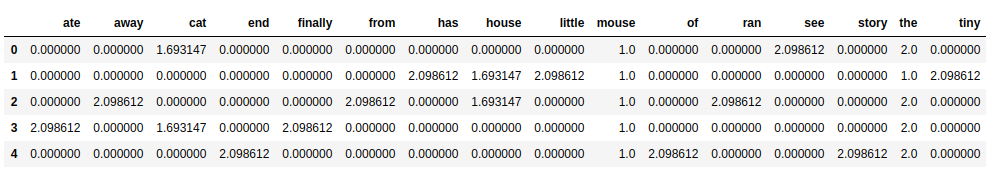 ate away cat end finally from has house little mouse of ran see story the tiny
0 0.000000 0.000000 1.693147 0.000000 0.000000 0.000000 0.000000 0.000000 0.000000 1.0 0.000000 0.000000 2.098612 0.000000 2.0 0.000000
1 0.000000 0.000000 0.000000 0.000000 0.000000 0.000000 2.098612 1.693147 2.098612 1.0 0.000000 0.000000 0.000000 0.000000 1.0 2.098612
2 0.000000 2.098612 0.000000 0.000000 0.000000 2.098612 0.000000 1.693147 0.000000 1.0 0.000000 2.098612 0.000000 0.000000 2.0 0.000000
3 2.098612 0.000000 1.693147 0.000000 2.098612 0.000000 0.000000 0.000000 0.000000 1.0 0.000000 0.000000 0.000000 0.000000 2.0 0.000000
4 0.000000 0.000000 0.000000 2.098612 0.000000 0.000000 0.000000 0.000000 0.000000 1.0 2.098612 0.000000 0.000000 2.098612 2.0 0.000000